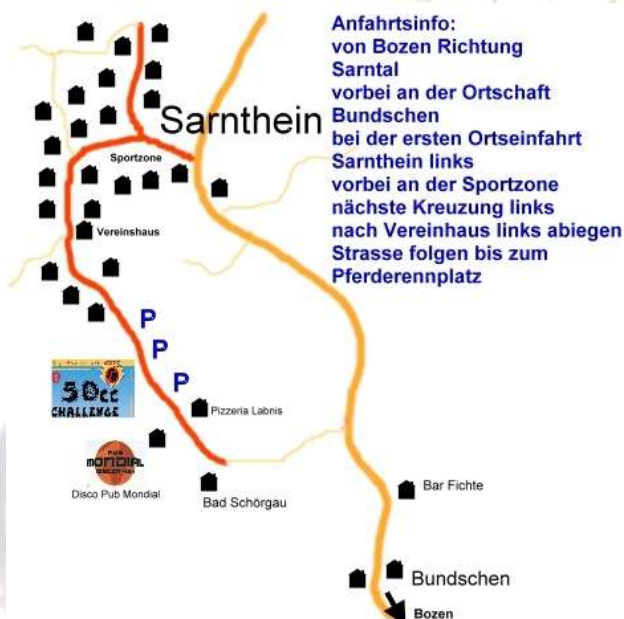 Anfahrtsinfo:
von Bozen Richtung
Sarntal
vorbei an der Ortschaft
Bundschen
bei der ersten Ortseinfahrt
Sarnthein links
vorbei an der Sportzone
nächste Kreuzung links
nach Vereinhaus links abiegen
Strasse folgen bis zum
Pferderennplatz
Sarnthein
Sportzone
Vereinshaus
P
P
P
50cc
CHALLENGE
Pizzeria Labnis
PUB
MONDIAL
Disco Pub Mondial
Bad Schörgau
Bar Fichte
Bundschen
Bozen